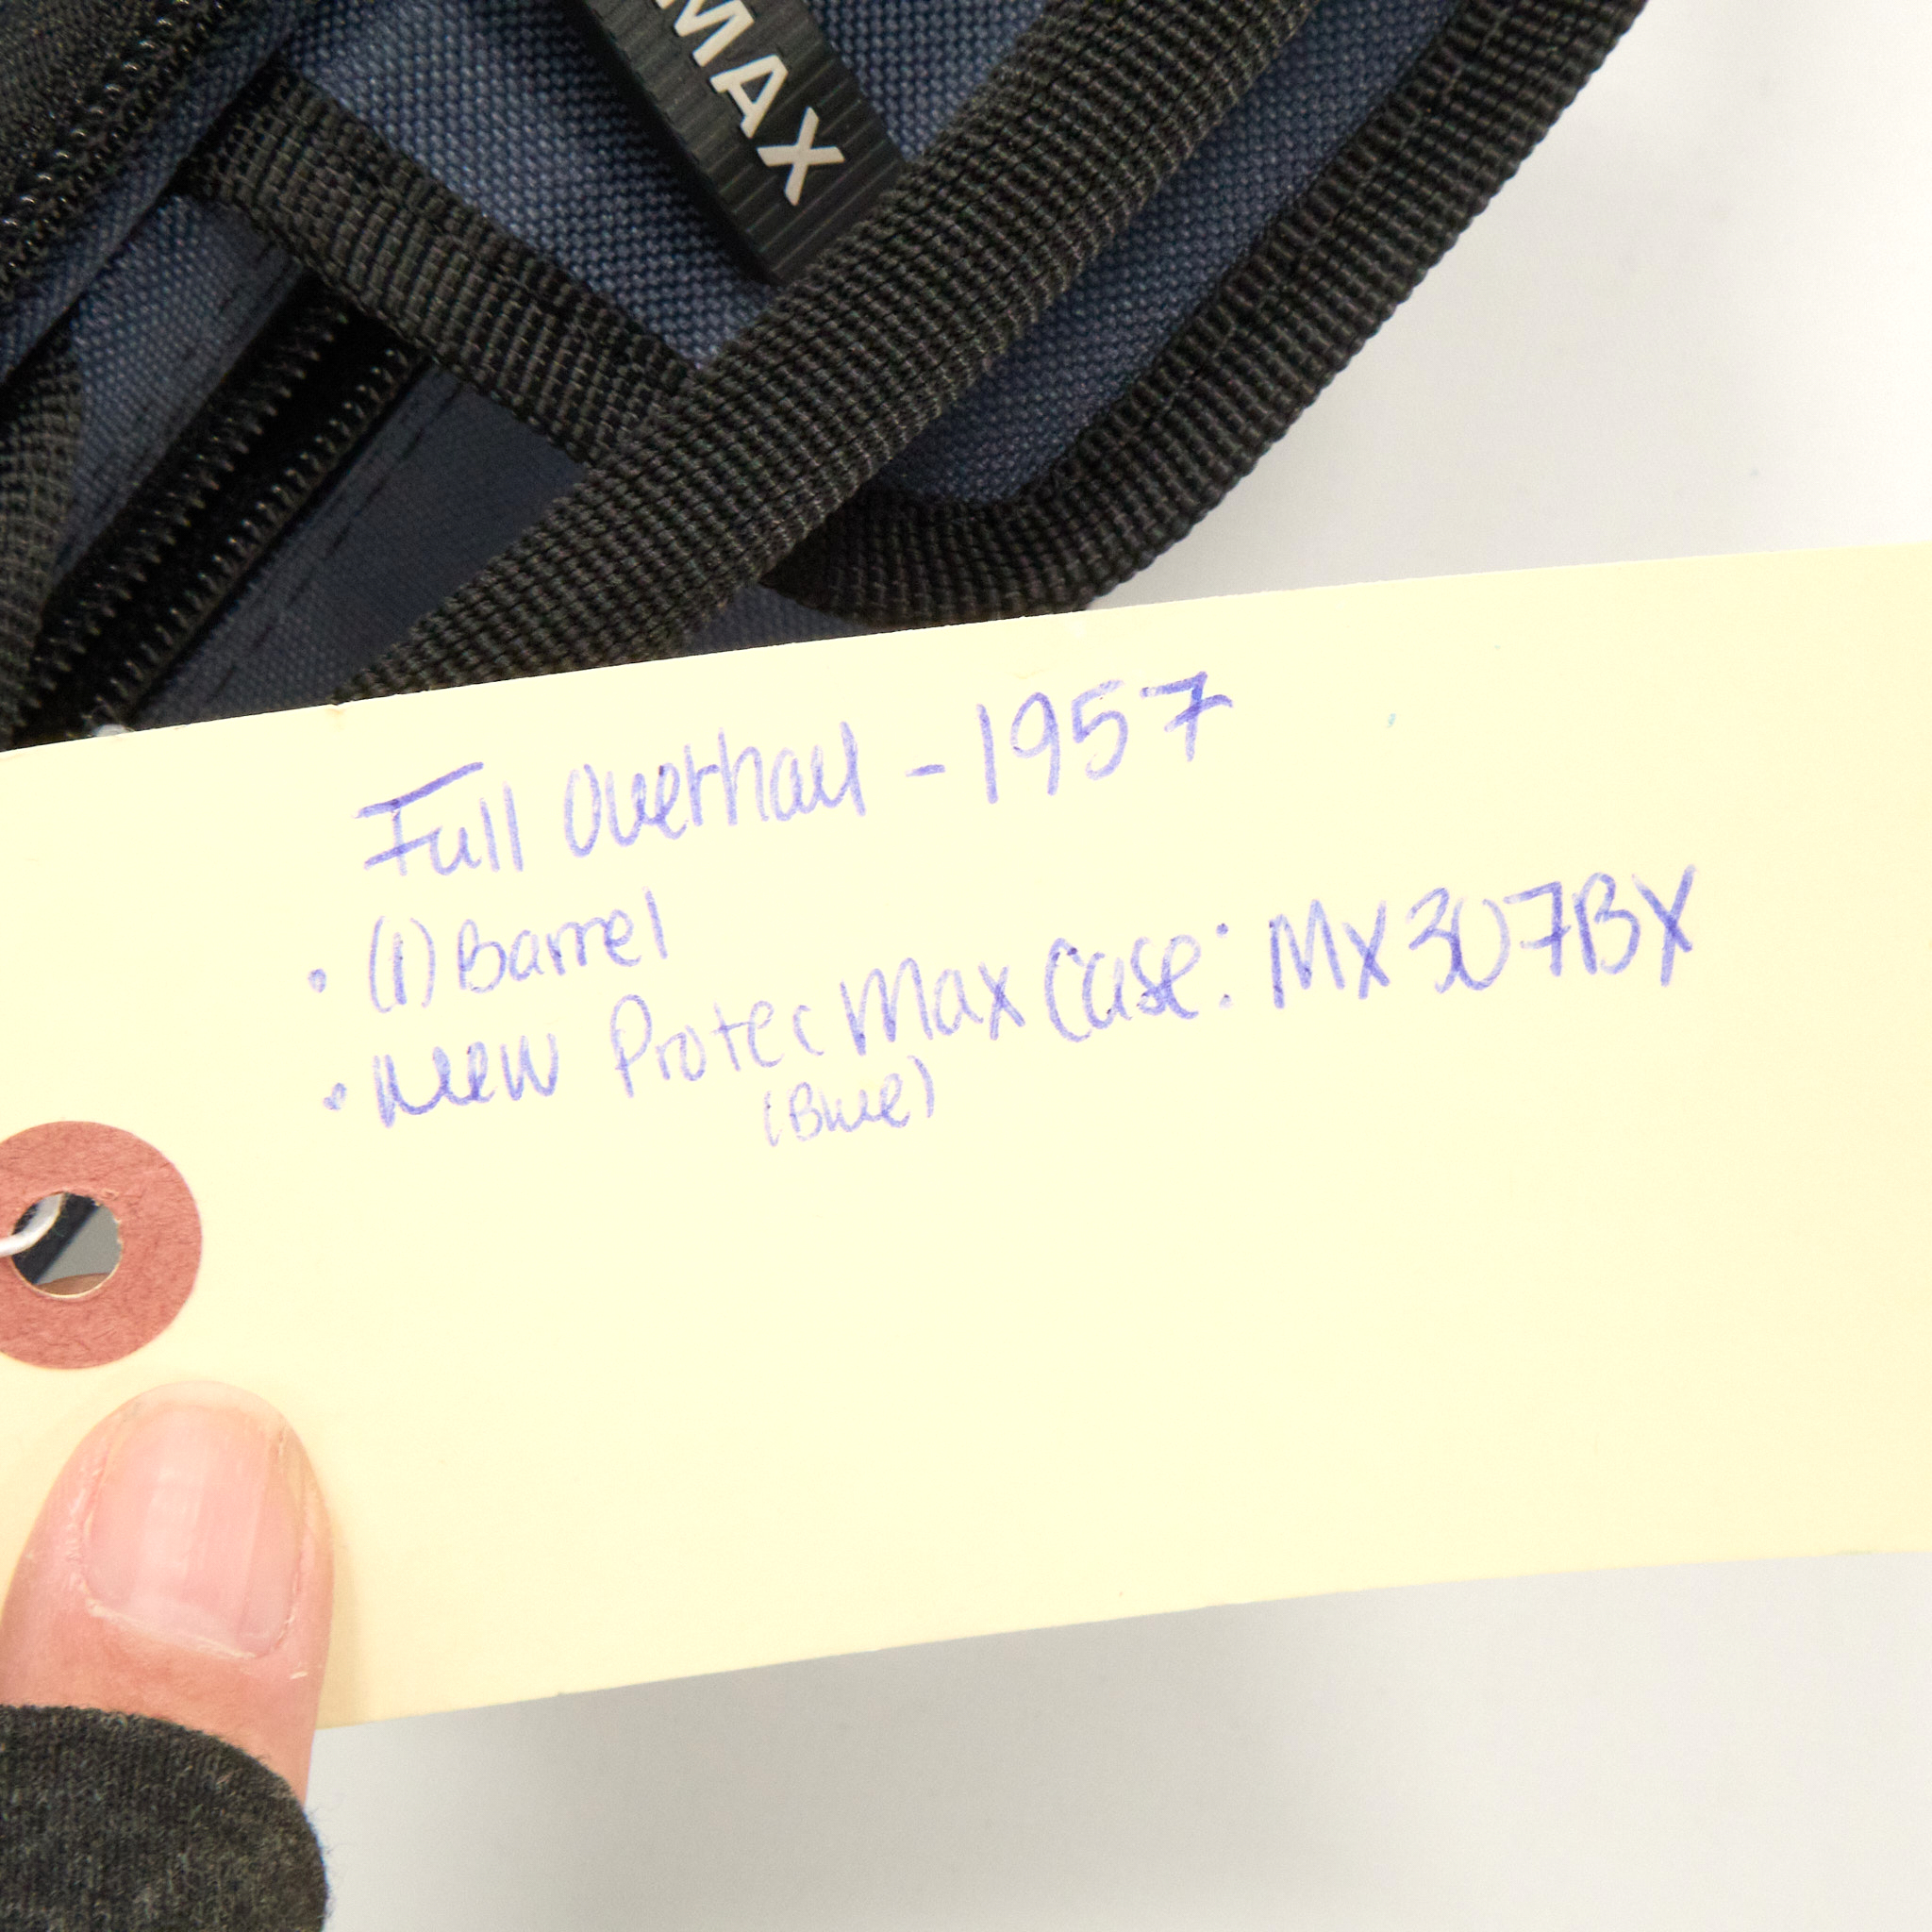 MAX
Full Overhaul - 1957
• (1) Barrel
• New Protec Max Case: MX307BX
(Blue)